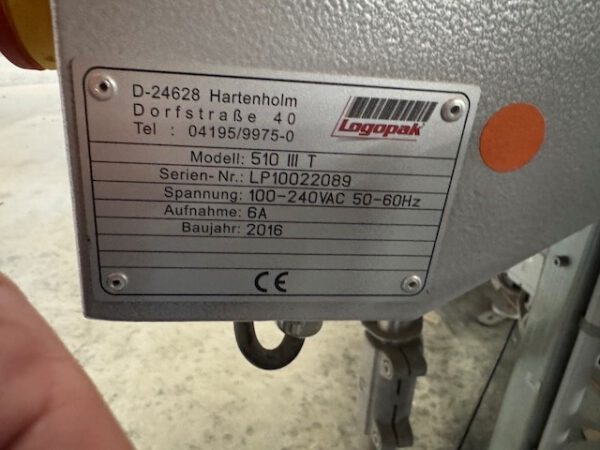 D-24628 Hartenholm
Dorfstraße 40
Tel : 04195/9975-0
Logopak
Modell: 510 III T
Serien-Nr.: LP10022089
Spannung: 100-240VAC 50-60Hz
Aufnahme: 6A
Baujahr: 2016
CE